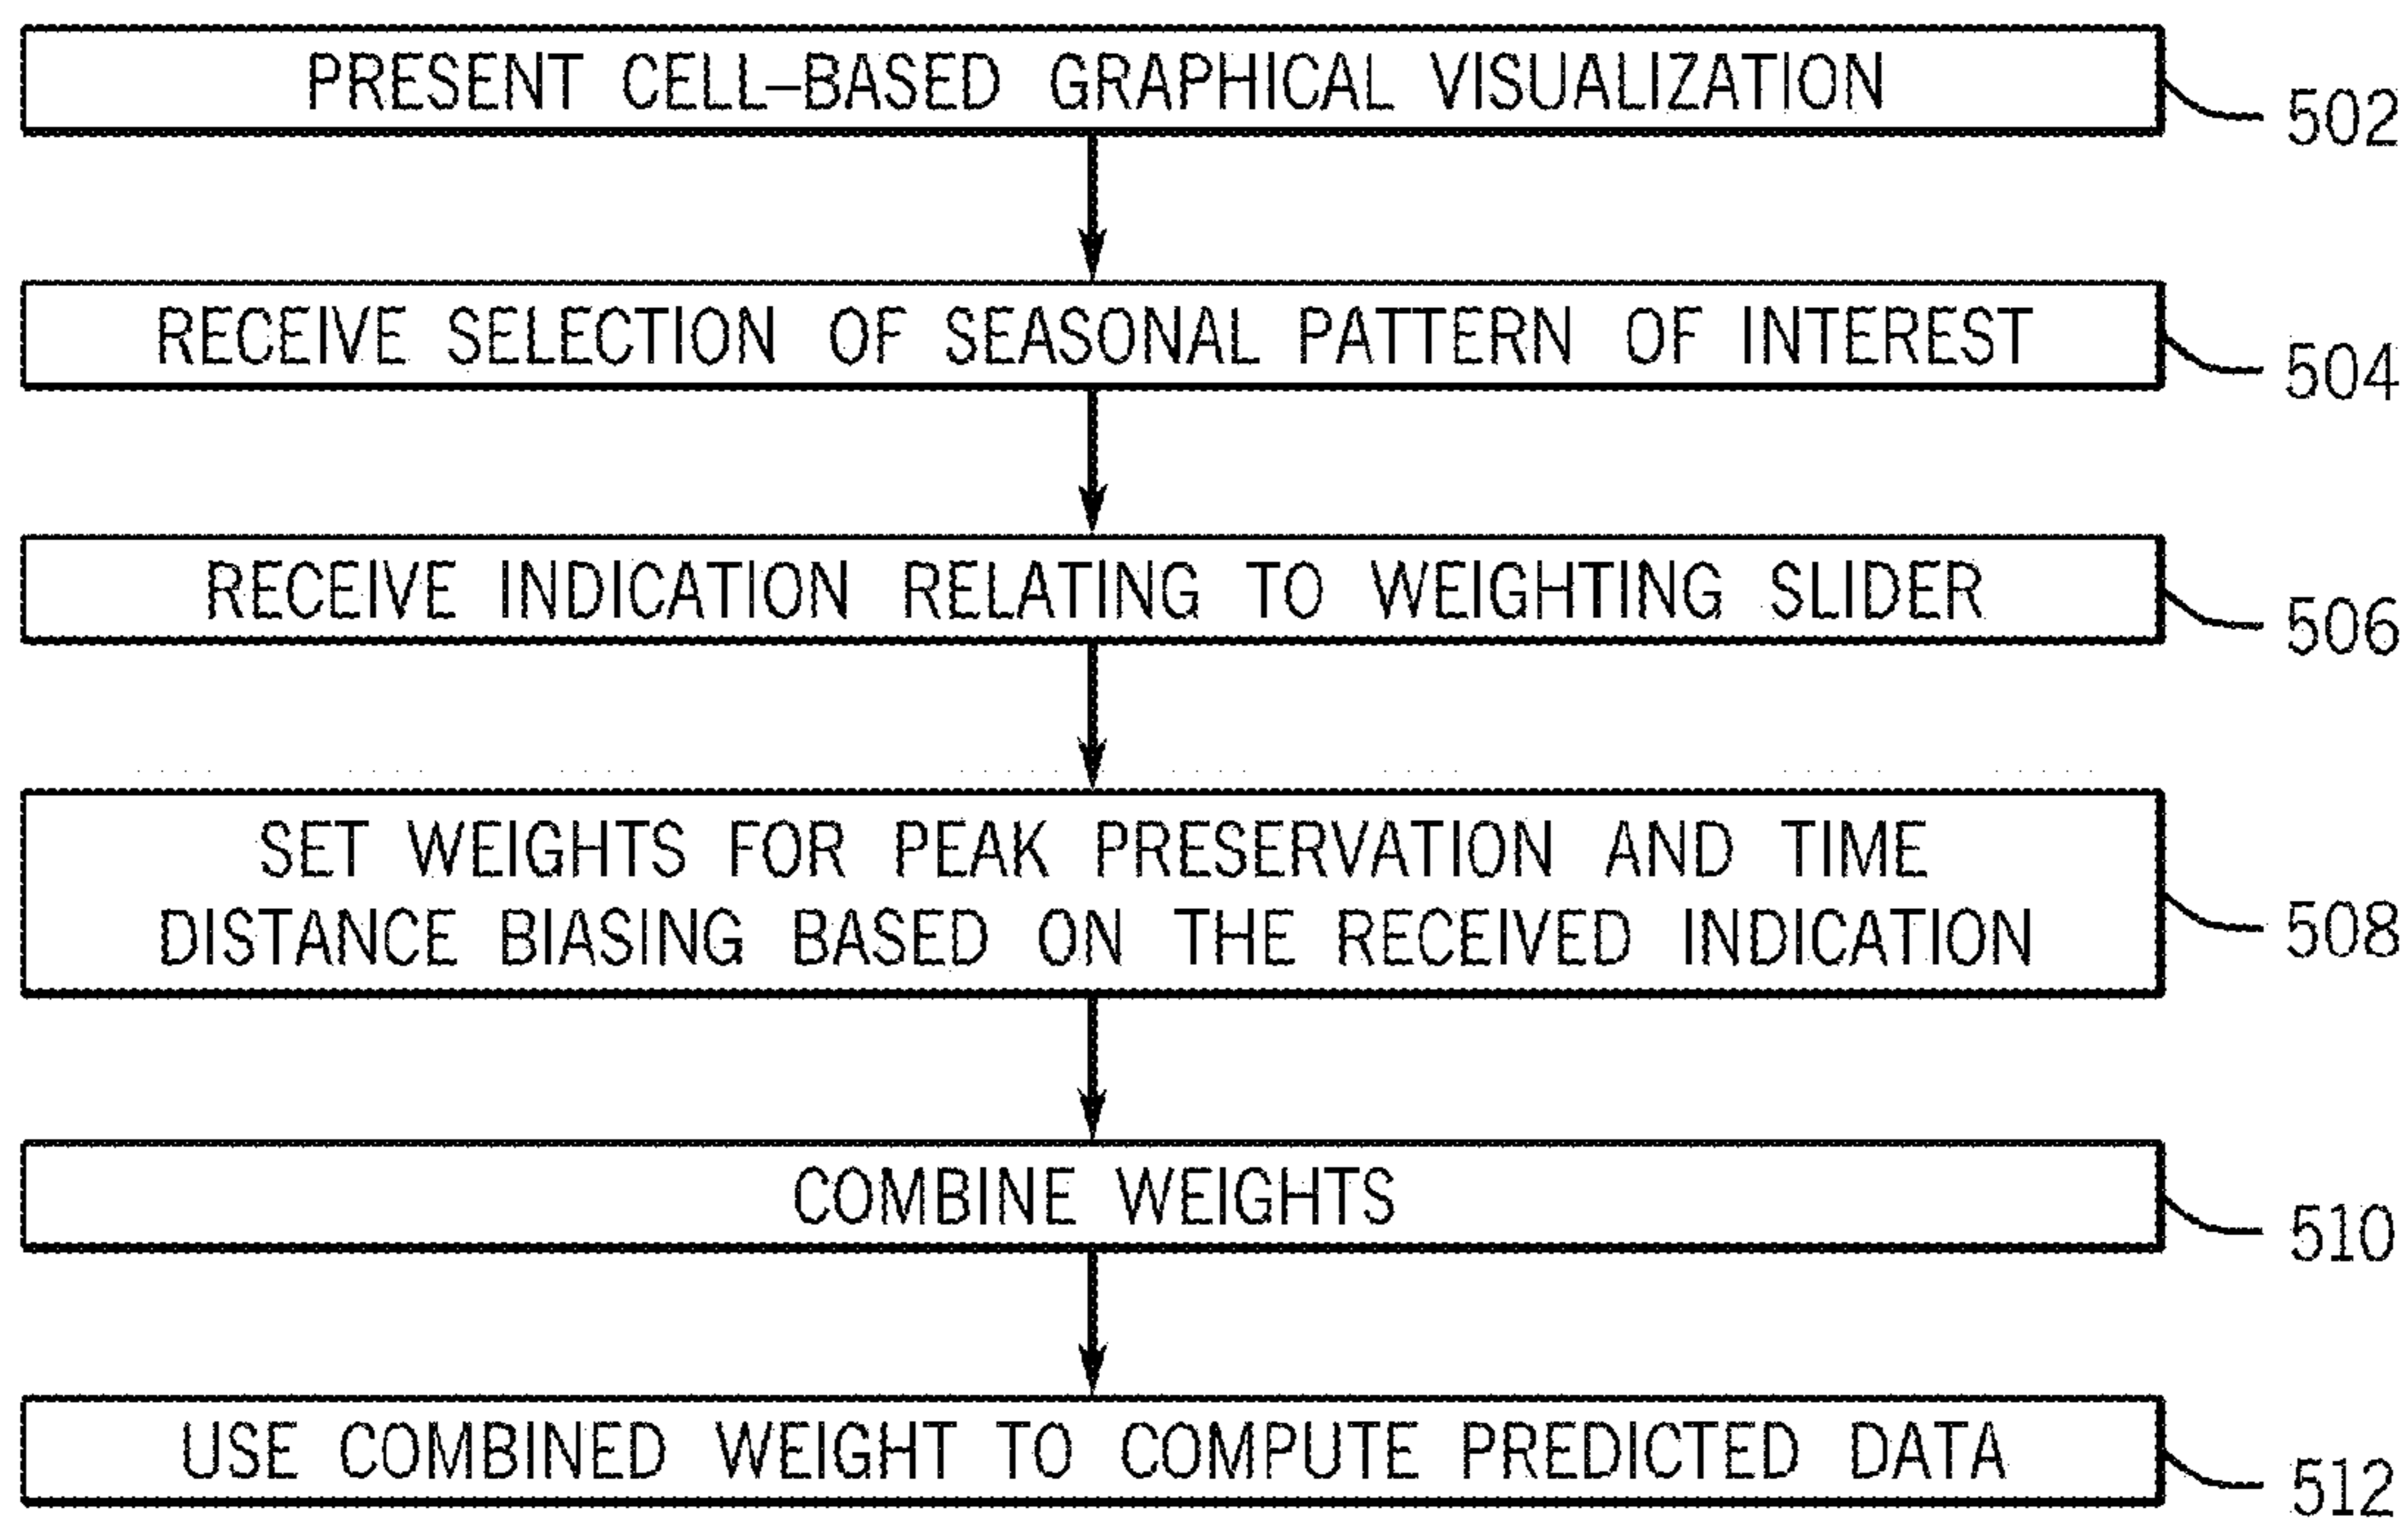 PRESENT CELL–BASED GRAPHICAL VISUALIZATION
502
RECEIVE SELECTION OF SEASONAL PATTERN OF INTEREST
504
RECEIVE INDICATION RELATING TO WEIGHTING SLIDER
506
SET WEIGHTS FOR PEAK PRESERVATION AND TIME
DISTANCE BIASING BASED ON THE RECEIVED INDICATION
508
COMBINE WEIGHTS
510
USE COMBINED WEIGHT TO COMPUTE PREDICTED DATA
512